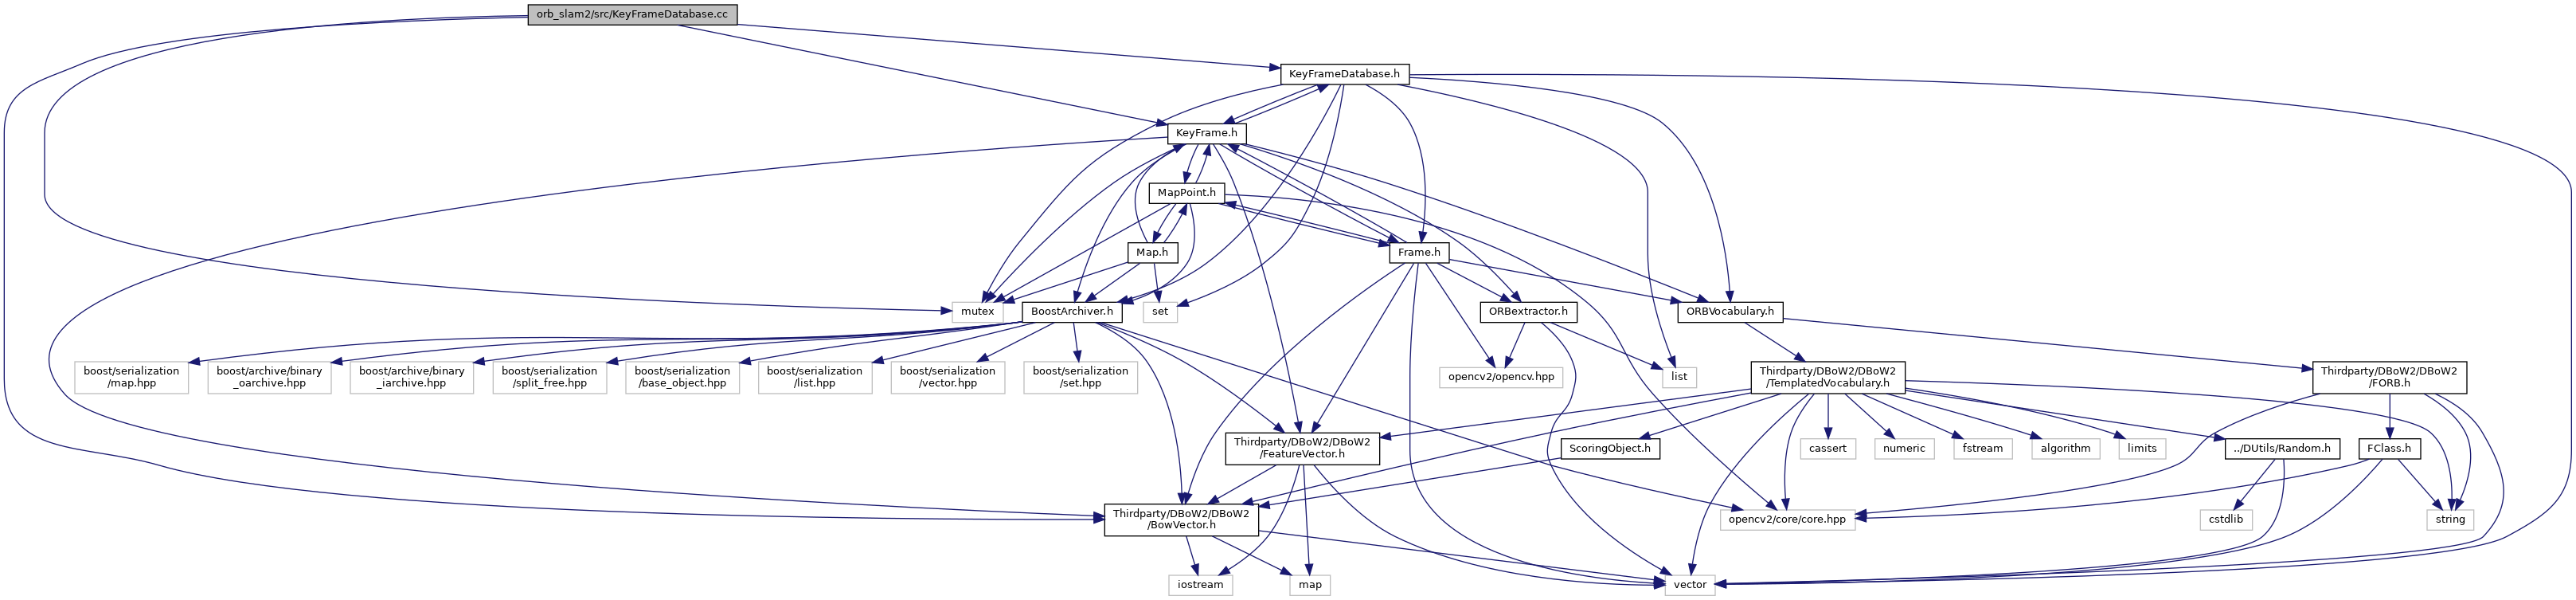 orb_slam2/src/KeyFrameDatabase.cc
KeyFrameDatabase.h
KeyFrame.h
MapPoint.h
Map.h
Frame.h
mutex
BoostArchiver.h
set
ORBextractor.h
ORBVocabulary.h
boost/serialization
/map.hpp
boost/archive/binary
_oarchive.hpp
boost/archive/binary
_iarchive.hpp
boost/serialization
/split_free.hpp
boost/serialization
/base_object.hpp
boost/serialization
/list.hpp
boost/serialization
/vector.hpp
boost/serialization
/set.hpp
opencv2/opencv.hpp
list
Thirdparty/DBoW2/DBoW2
/TemplatedVocabulary.h
Thirdparty/DBoW2/DBoW2
/FORB.h
Thirdparty/DBoW2/DBoW2
/FeatureVector.h
ScoringObject.h
cassert
numeric
fstream
algorithm
limits
../DUtils/Random.h
FClass.h
Thirdparty/DBoW2/DBoW2
/BowVector.h
opencv2/core/core.hpp
cstdlib
string
iostream
map
vector